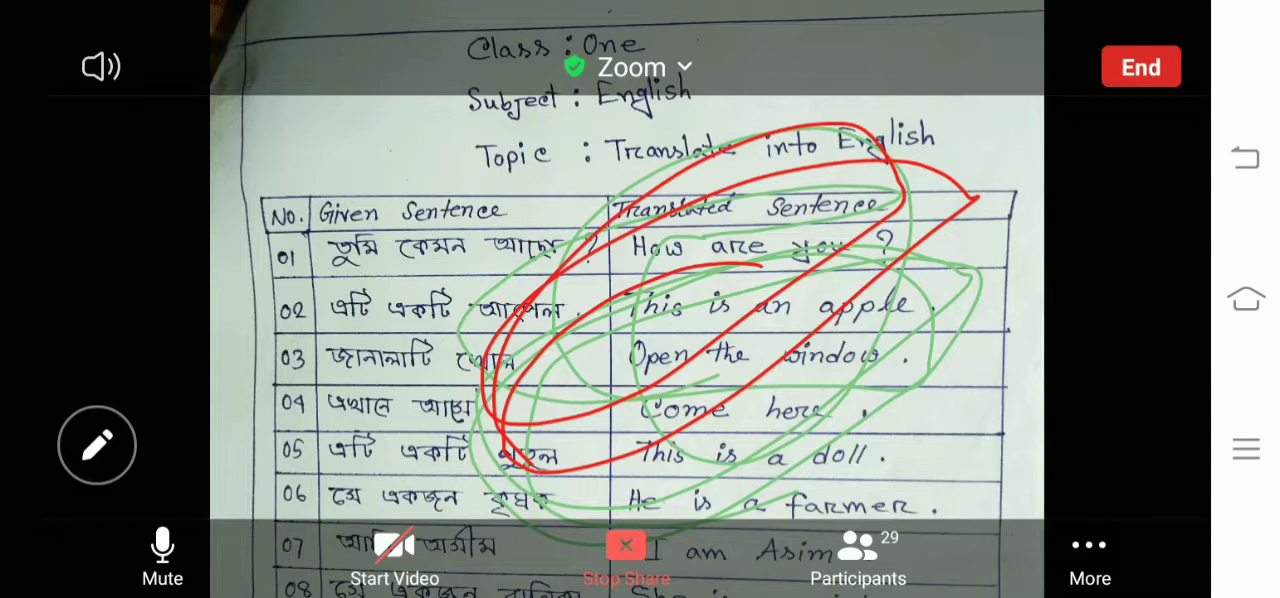 Class : One
Zoom
End
Subject : English
Topic : Translate into English
No. Given Sentence Translated Sentence
01 তুমি কেমন আছো ? How are you ?
02 এটি একটি আপেল . This is an apple .
03 জানালাটি খোল Open the window .
04 এখানে আসো Come here .
05 এটি একটি পুতুল This is a doll .
06 সে একজন কৃষক He is a farmer .
07 অসীম I am Asim
29
Mute Start Video Stop Share Participants More
08 সে একজন